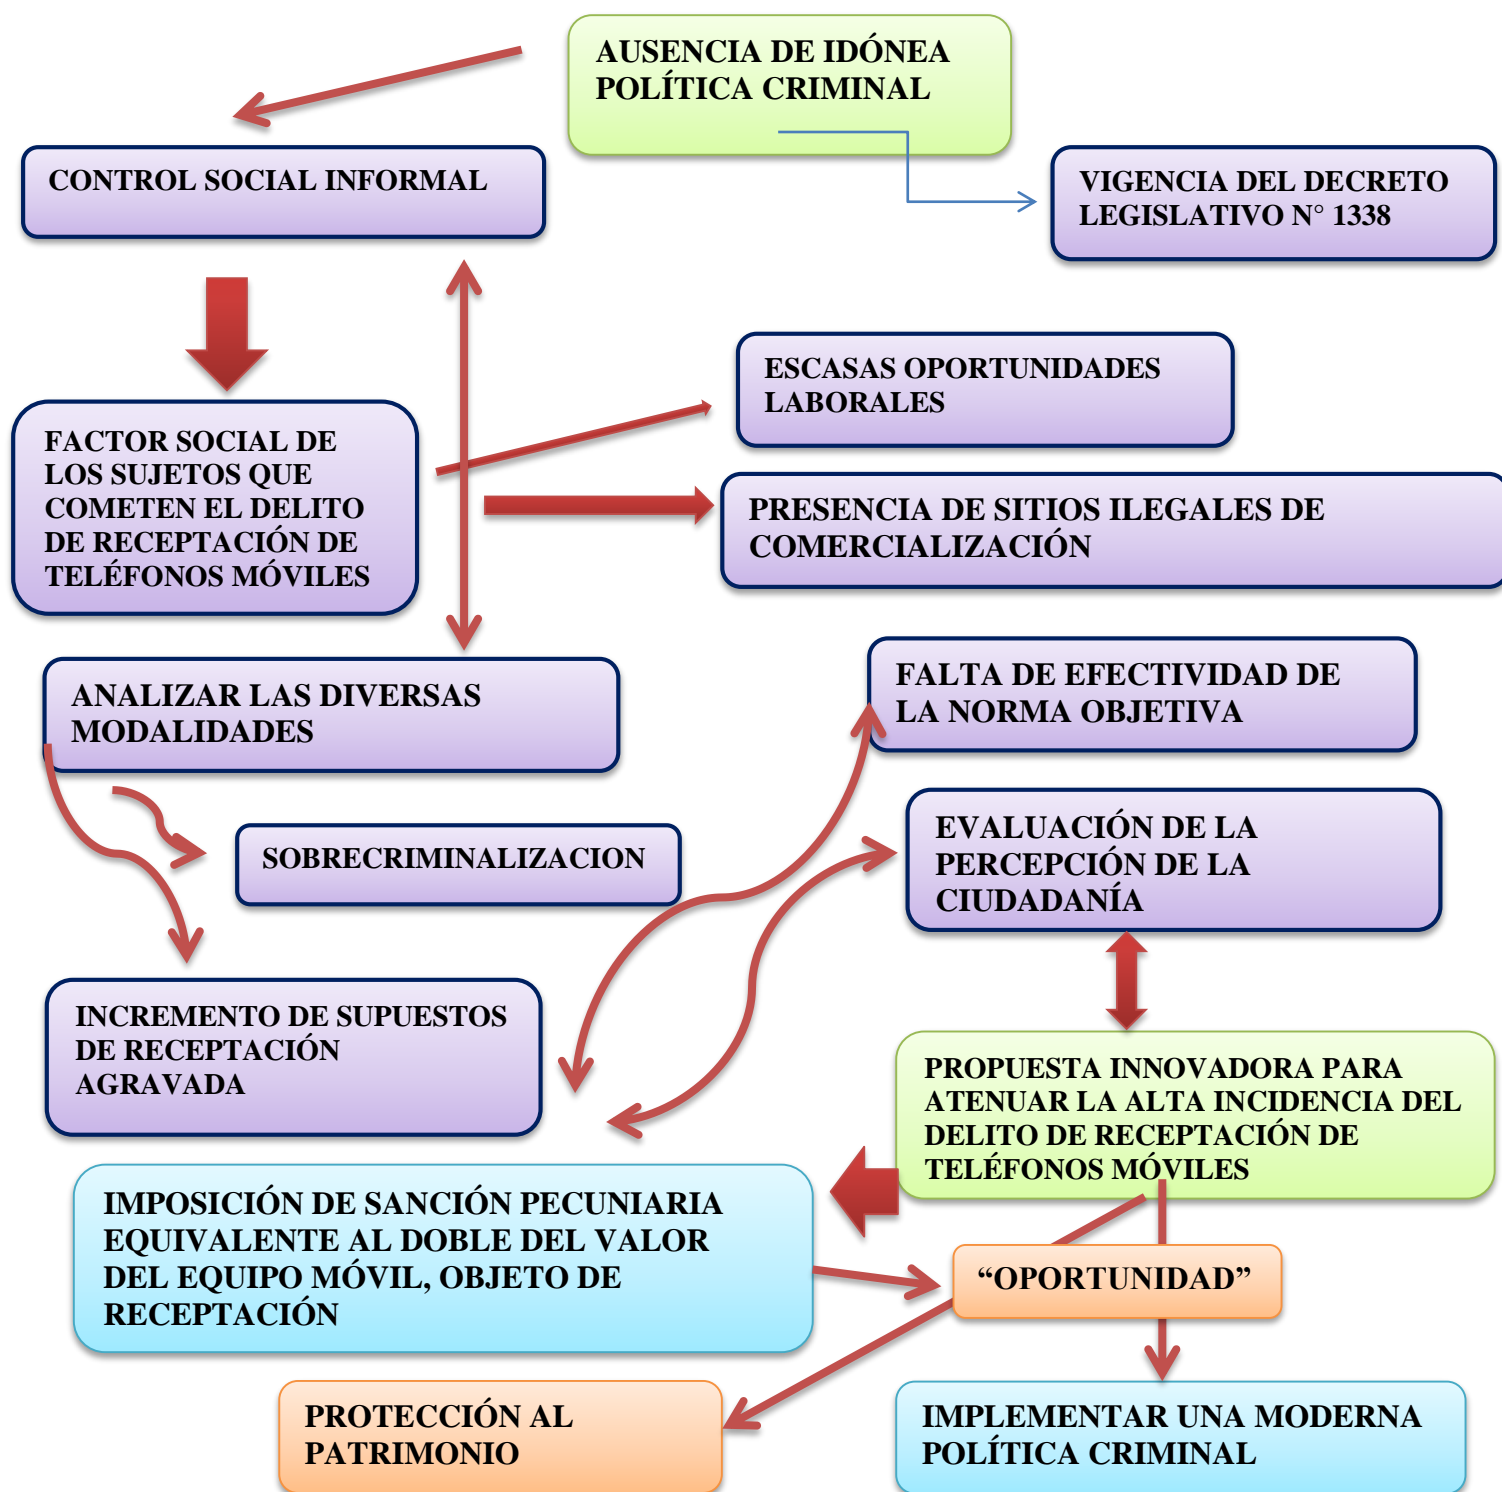 AUSENCIA DE IDÓNEA
POLÍTICA CRIMINAL
CONTROL SOCIAL INFORMAL
VIGENCIA DEL DECRETO
LEGISLATIVO N° 1338
ESCASAS OPORTUNIDADES
LABORALES
FACTOR SOCIAL DE
LOS SUJETOS QUE
COMETEN EL DELITO
DE RECEPTACIÓN DE
TELÉFONOS MÓVILES
PRESENCIA DE SITIOS ILEGALES DE
COMERCIALIZACIÓN
ANALIZAR LAS DIVERSAS
MODALIDADES
FALTA DE EFECTIVIDAD DE
LA NORMA OBJETIVA
SOBRECRIMINALIZACION
EVALUACIÓN DE LA
PERCEPCIÓN DE LA
CIUDADANÍA
INCREMENTO DE SUPUESTOS
DE RECEPTACIÓN
AGRAVADA
PROPUESTA INNOVADORA PARA
ATENUAR LA ALTA INCIDENCIA DEL
DELITO DE RECEPTACIÓN DE
TELÉFONOS MÓVILES
IMPOSICIÓN DE SANCIÓN PECUNIARIA
EQUIVALENTE AL DOBLE DEL VALOR
DEL EQUIPO MÓVIL, OBJETO DE
RECEPTACIÓN
“OPORTUNIDAD”
PROTECCIÓN AL
PATRIMONIO
IMPLEMENTAR UNA MODERNA
POLÍTICA CRIMINAL